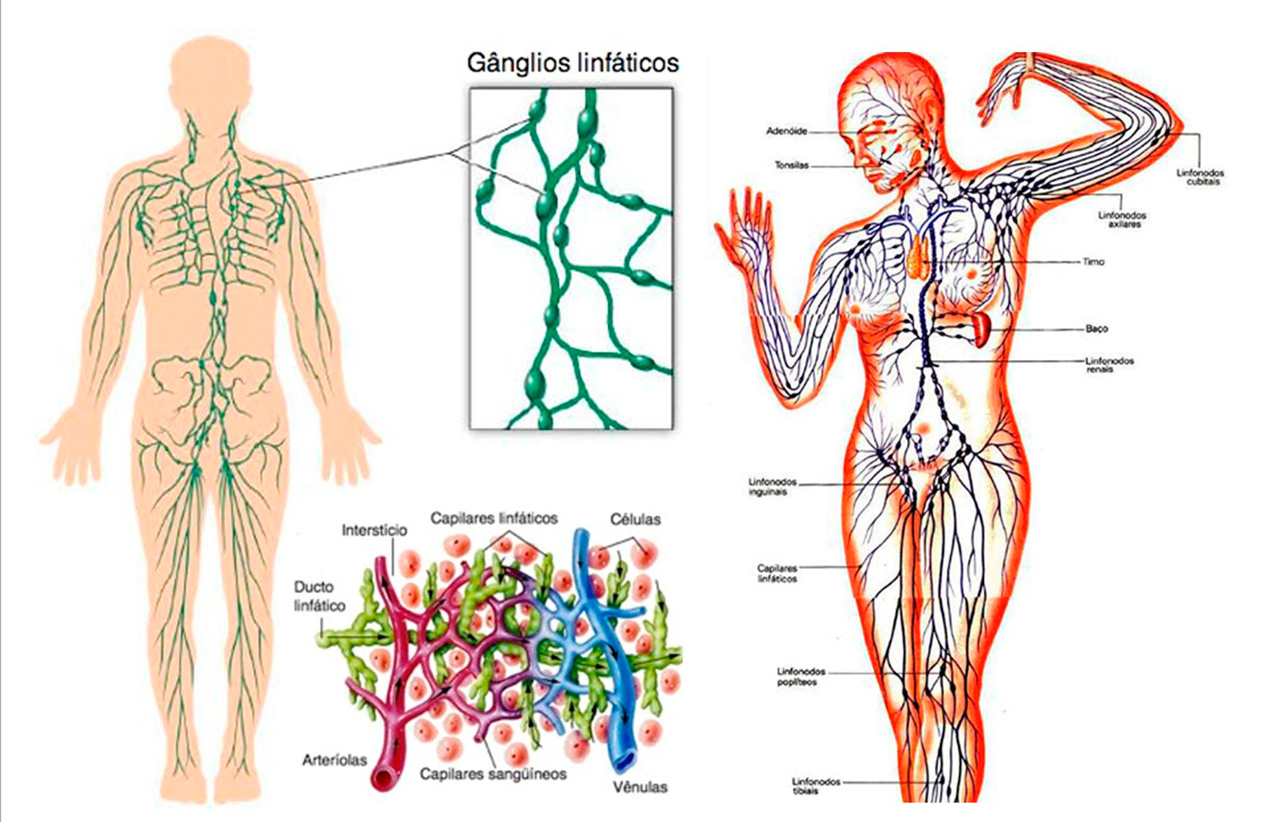 Gânglios linfáticos
Interstício
Capilares linfáticos
Células
Ducto
linfático
Arteríolas
Capilares sangüíneos
Vênulas
Adenóide
Tonsilas
Linfonodos
cubitais
Linfonodos
axilares
Timo
Baço
Linfonodos
renais
Linfonodos
inguinais
Capilares
linfáticos
Linfonodos
poplíteos
Linfonodos
tibiais